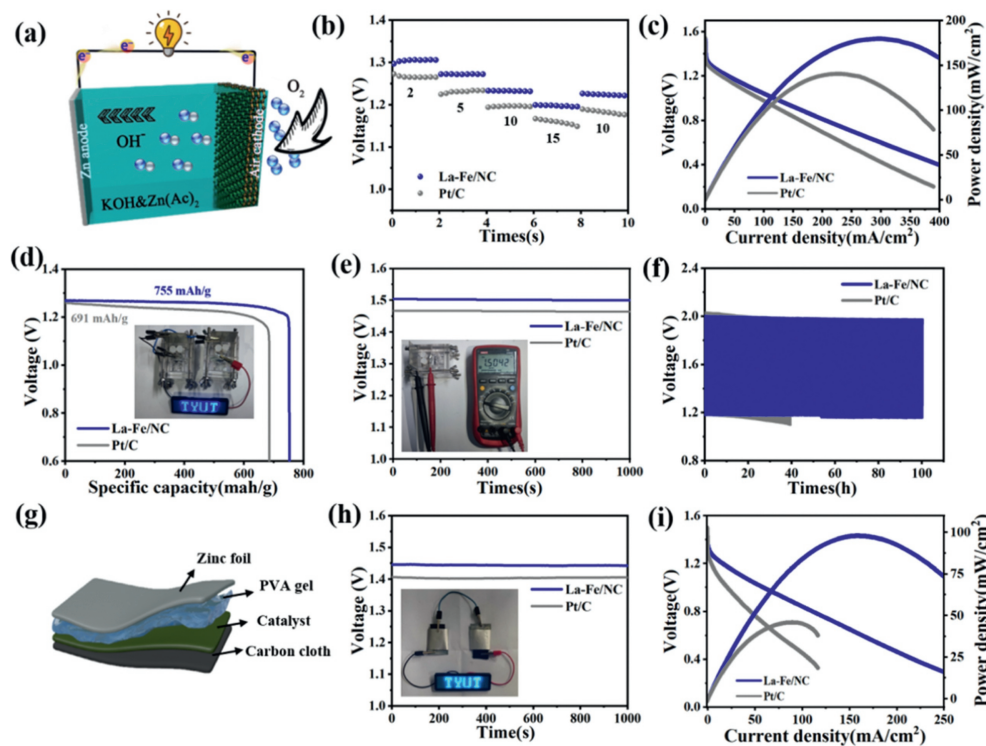 (a)
e⁻
e⁻
e⁻
e⁻
O₂
Zn anode
OH⁻
Air cathode
KOH&Zn(Ac)₂
(b)
Voltage (V)
1.4
1.3
1.2
1.1
1.0
2
5
10
15
10
La-Fe/NC
Pt/C
0 2 4 6 8 10
Times(s)
(c)
Voltage(V)
1.6
1.2
0.8
0.4
0.0
La-Fe/NC
Pt/C
200
150
100
50
0
Power density(mW/cm²)
0 50 100 150 200 250 300 350 400
Current density(mA/cm²)
(d)
Voltage (V)
1.4
1.2
1.0
0.8
0.6
755 mAh/g
691 mAh/g
TYUT
La-Fe/NC
Pt/C
0 200 400 600 800
Specific capacity(mah/g)
(e)
Voltage (V)
1.6
1.5
1.4
1.3
1.2
1.1
1.0
La-Fe/NC
Pt/C
0 200 400 600 800 1000
Times(s)
(f)
Voltage (V)
2.4
2.0
1.6
1.2
0.8
La-Fe/NC
Pt/C
0 20 40 60 80 100
Times(h)
(g)
Zinc foil
PVA gel
Catalyst
Carbon cloth
(h)
Voltage (V)
1.6
1.5
1.4
1.3
1.2
1.1
1.0
La-Fe/NC
Pt/C
TYUT
0 200 400 600 800 1000
Time(s)
(i)
Voltage(V)
1.6
1.2
0.8
0.4
0.0
La-Fe/NC
Pt/C
100
75
50
25
0
Power density(mW/cm²)
0 50 100 150 200 250
Current density(mA/cm²)